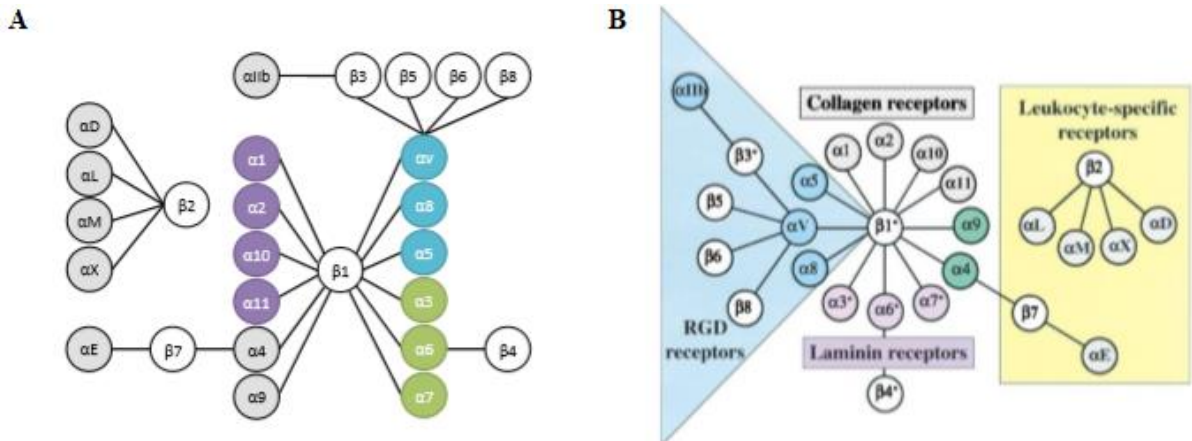 A
αIIb
β3
β5
β6
β8
αD
αL
αM
αX
β2
α1
α2
α10
α11
α4
α9
β1
αv
α8
α5
α3
α6
α7
αE
β7
β4
B
αIIb
β3*
β5
αV
β6
β8
α5
α8
RGD
receptors
Collagen receptors
α1
α2
α10
α11
β1*
α9
α4
α3*
α6*
α7*
Laminin receptors
β4*
Leukocyte-specific
receptors
β2
αL
αM
αX
αD
β7
αE